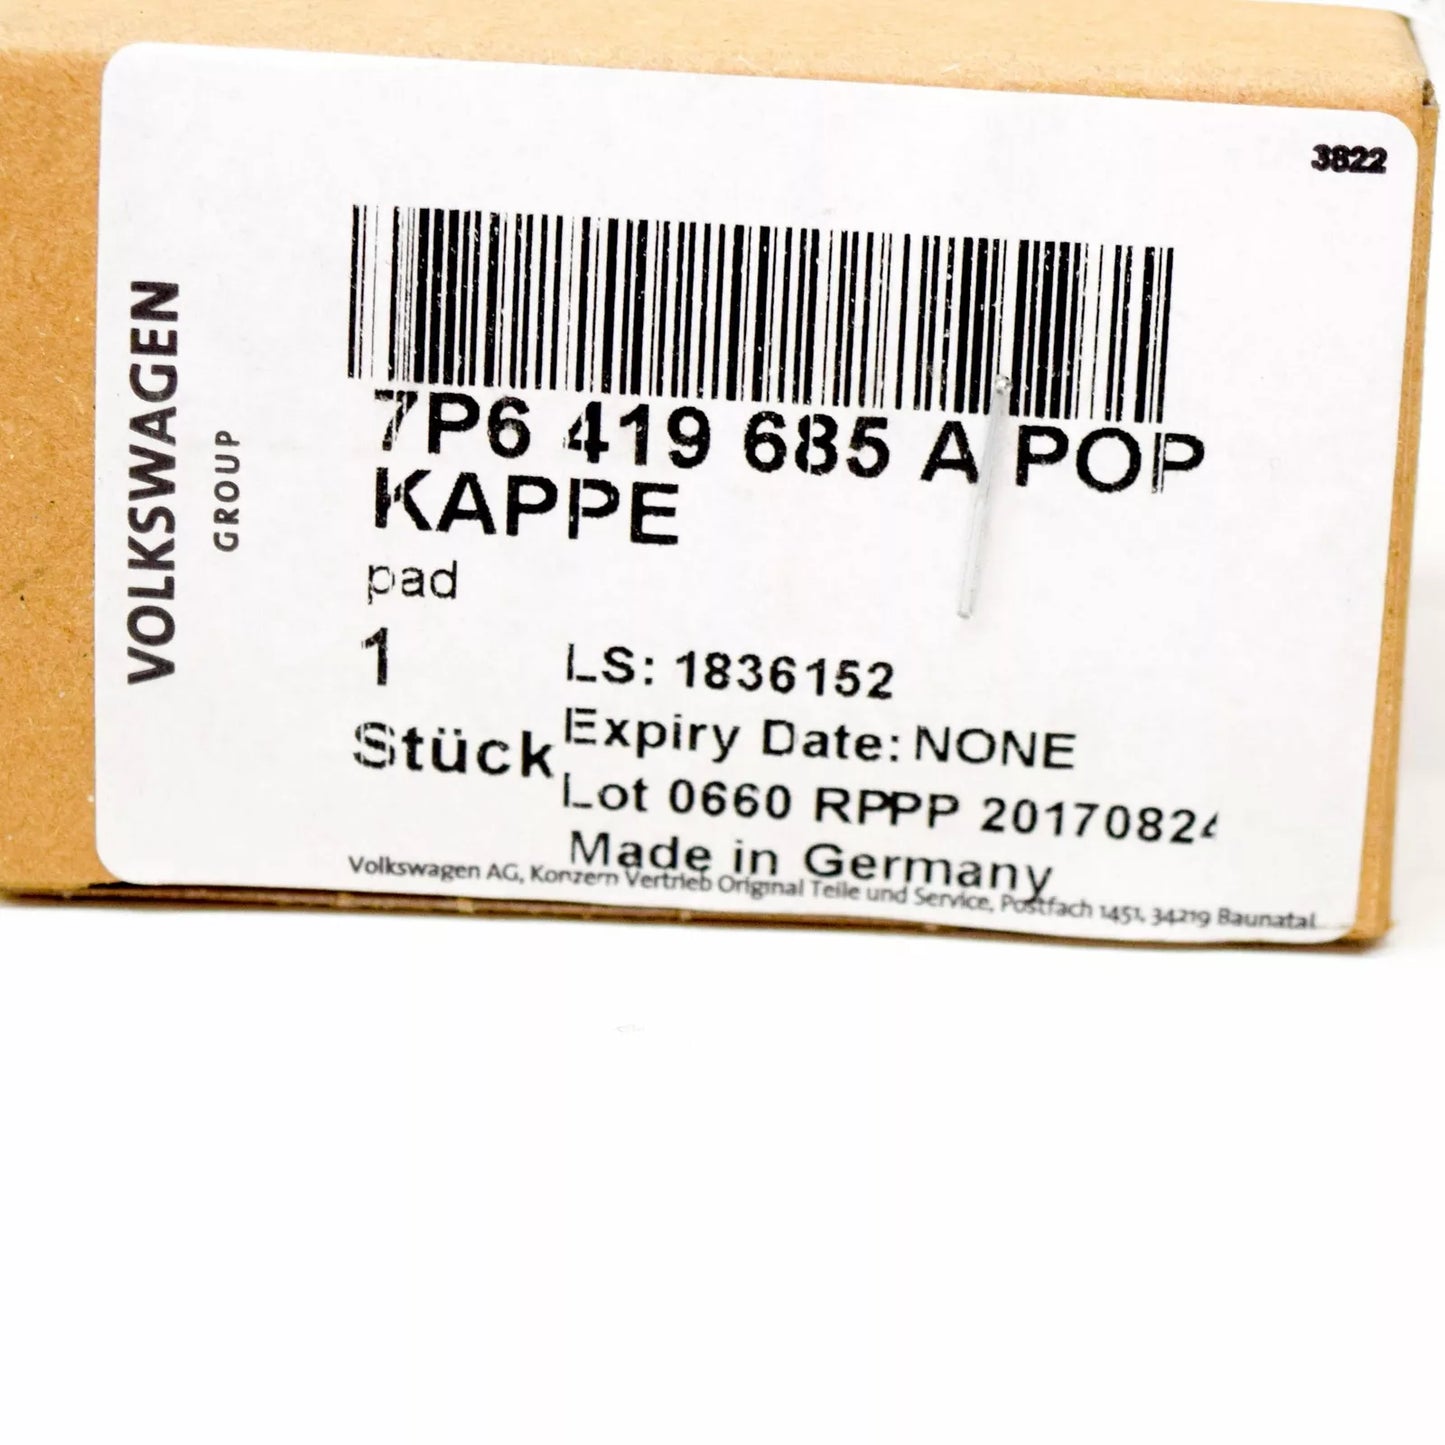 3822
VOLKSWAGEN
GROUP
7P6 419 685 A POP
KAPPE
pad
1
Stück
LS: 1836152
Expiry Date: NONE
Lot 0660 RPPP 20170824
Made in Germany
Volkswagen AG, Konzern Vertrieb Original Teile und Service, Postfach 1451, 34219 Baunatal